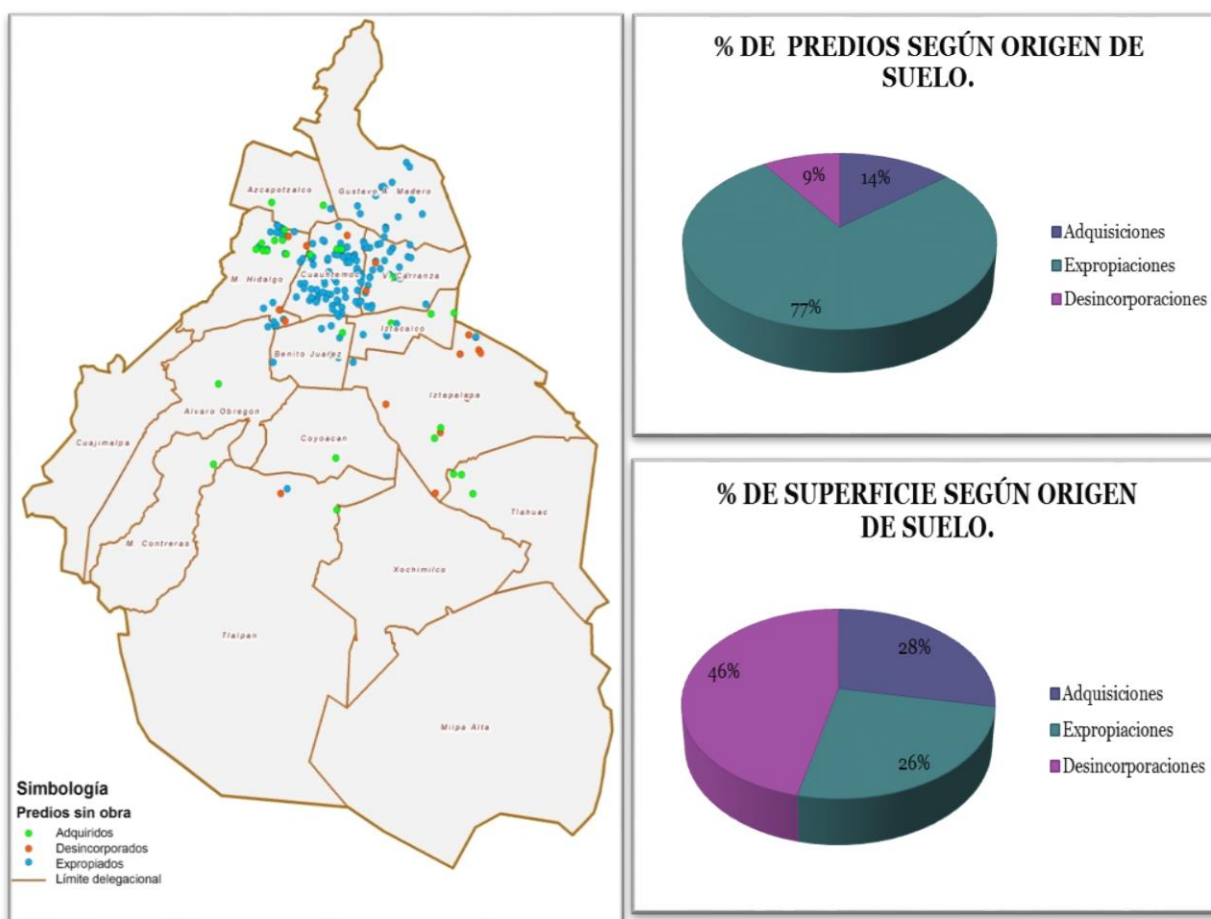 Azcapotzalco
Gustavo A. Madero
M. Hidalgo
Cuauhtemoc
V. Carranza
Iztacalco
Benito Juarez
Iztapalapa
Alvaro Obregon
Cuajimalpa
Coyoacan
Tlahuac
M. Contreras
Xochimilco
Tlalpan
Milpa Alta
Simbología
Predios sin obra
Adquiridos
Desincorporados
Expropiados
Límite delegacional
% DE PREDIOS SEGÚN ORIGEN DE
SUELO.
9%
14%
77%
Adquisiciones
Expropiaciones
Desincorporaciones
% DE SUPERFICIE SEGÚN ORIGEN
DE SUELO.
28%
46%
26%
Adquisiciones
Expropiaciones
Desincorporaciones